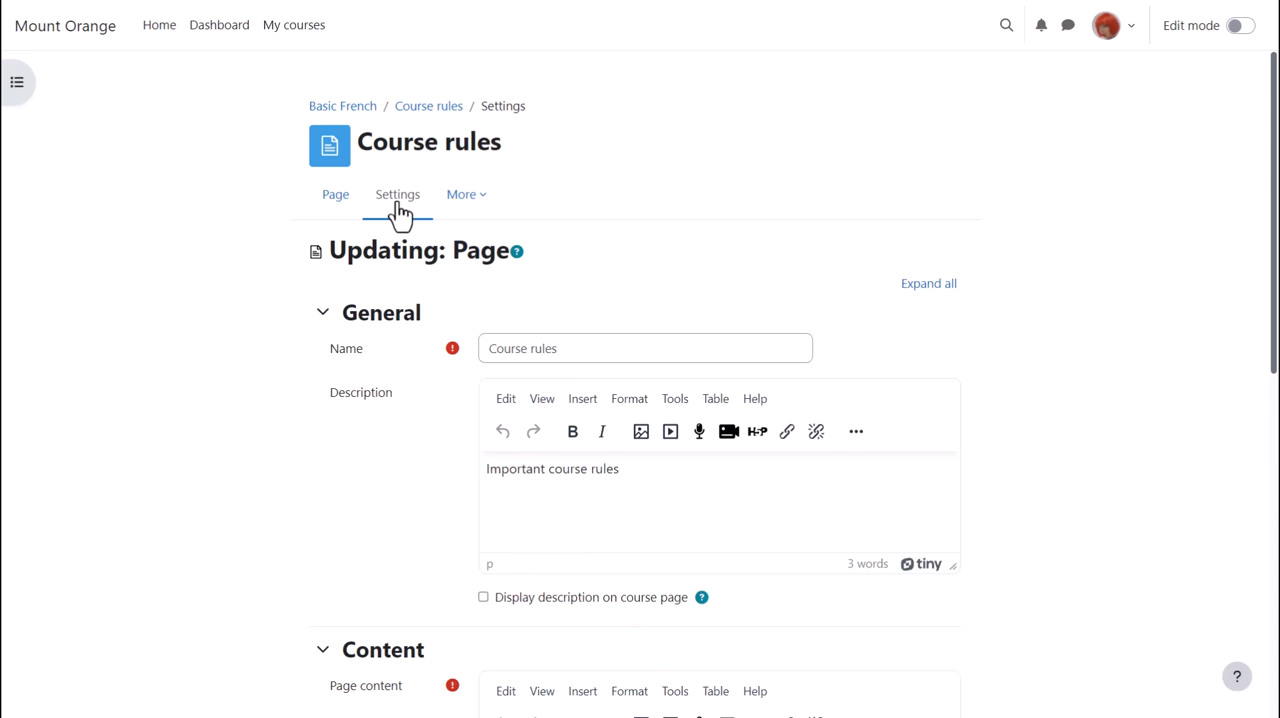 Mount Orange Home Dashboard My courses Edit mode
Basic French / Course rules / Settings
Course rules
Page Settings More
Updating: Page ?
Expand all
General
Name ! Course rules
Description
Edit View Insert Format Tools Table Help
B I H5P ...
Important course rules
p 3 words tiny
Display description on course page ?
Content
Page content !
Edit View Insert Format Tools Table Help
?